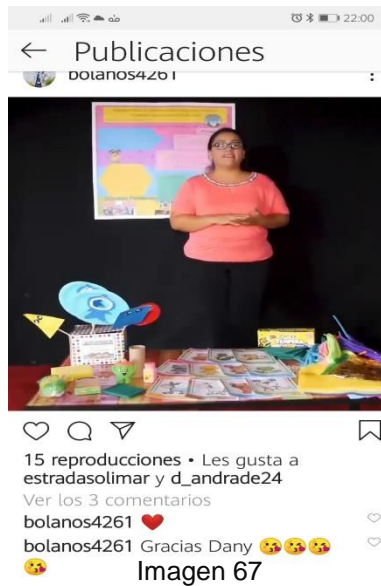 22:00
← Publicaciones
bolanos4261
15 reproducciones • Les gusta a
estradasolimar y d_andrade24
Ver los 3 comentarios
bolanos4261 ❤️
bolanos4261 Gracias Dany 😘😘😘
😘
Imagen 67